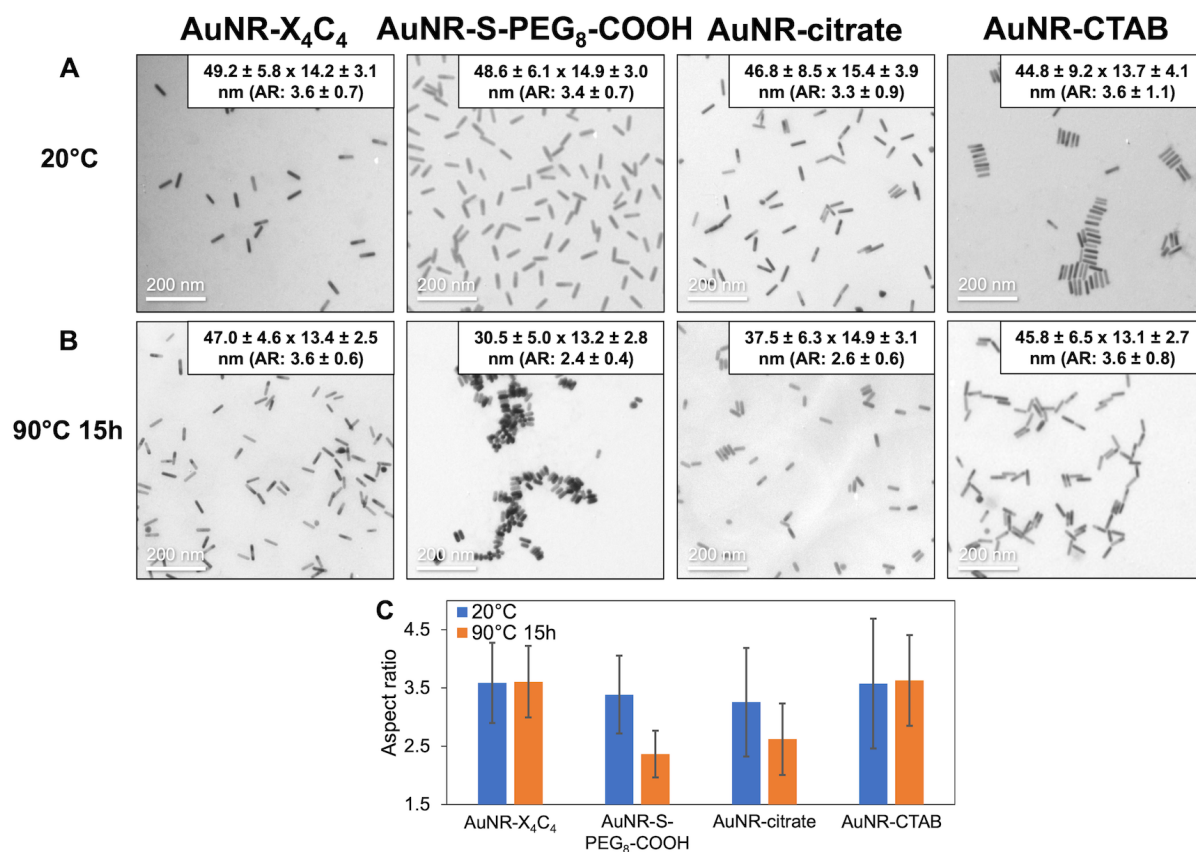 AuNR-X₄C₄ AuNR-S-PEG₈-COOH AuNR-citrate AuNR-CTAB
A
49.2 ± 5.8 x 14.2 ± 3.1
nm (AR: 3.6 ± 0.7)
48.6 ± 6.1 x 14.9 ± 3.0
nm (AR: 3.4 ± 0.7)
46.8 ± 8.5 x 15.4 ± 3.9
nm (AR: 3.3 ± 0.9)
44.8 ± 9.2 x 13.7 ± 4.1
nm (AR: 3.6 ± 1.1)
20°C
200 nm 200 nm 200 nm 200 nm
B
47.0 ± 4.6 x 13.4 ± 2.5
nm (AR: 3.6 ± 0.6)
30.5 ± 5.0 x 13.2 ± 2.8
nm (AR: 2.4 ± 0.4)
37.5 ± 6.3 x 14.9 ± 3.1
nm (AR: 2.6 ± 0.6)
45.8 ± 6.5 x 13.1 ± 2.7
nm (AR: 3.6 ± 0.8)
90°C 15h
200 nm 200 nm 200 nm 200 nm
C
20°C
90°C 15h
Aspect ratio
4.5
3.5
2.5
1.5
AuNR-X₄C₄
AuNR-S-
PEG₈-COOH
AuNR-citrate
AuNR-CTAB